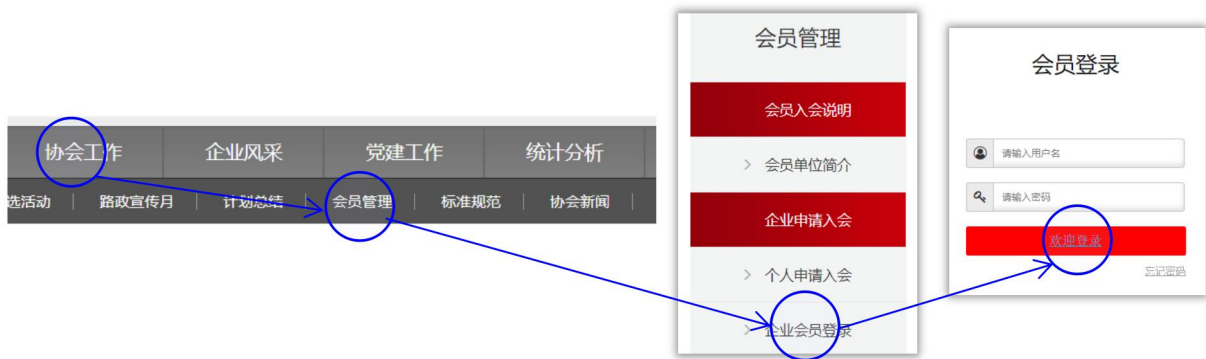 协会工作 企业风采 党建工作 统计分析
选活动 路政宣传月 计划总结 会员管理 标准规范 协会新闻
会员管理
会员入会说明
会员单位简介
企业申请入会
个人申请入会
企业会员登录
会员登录
请输入用户名
请输入密码
欢迎登录
忘记密码